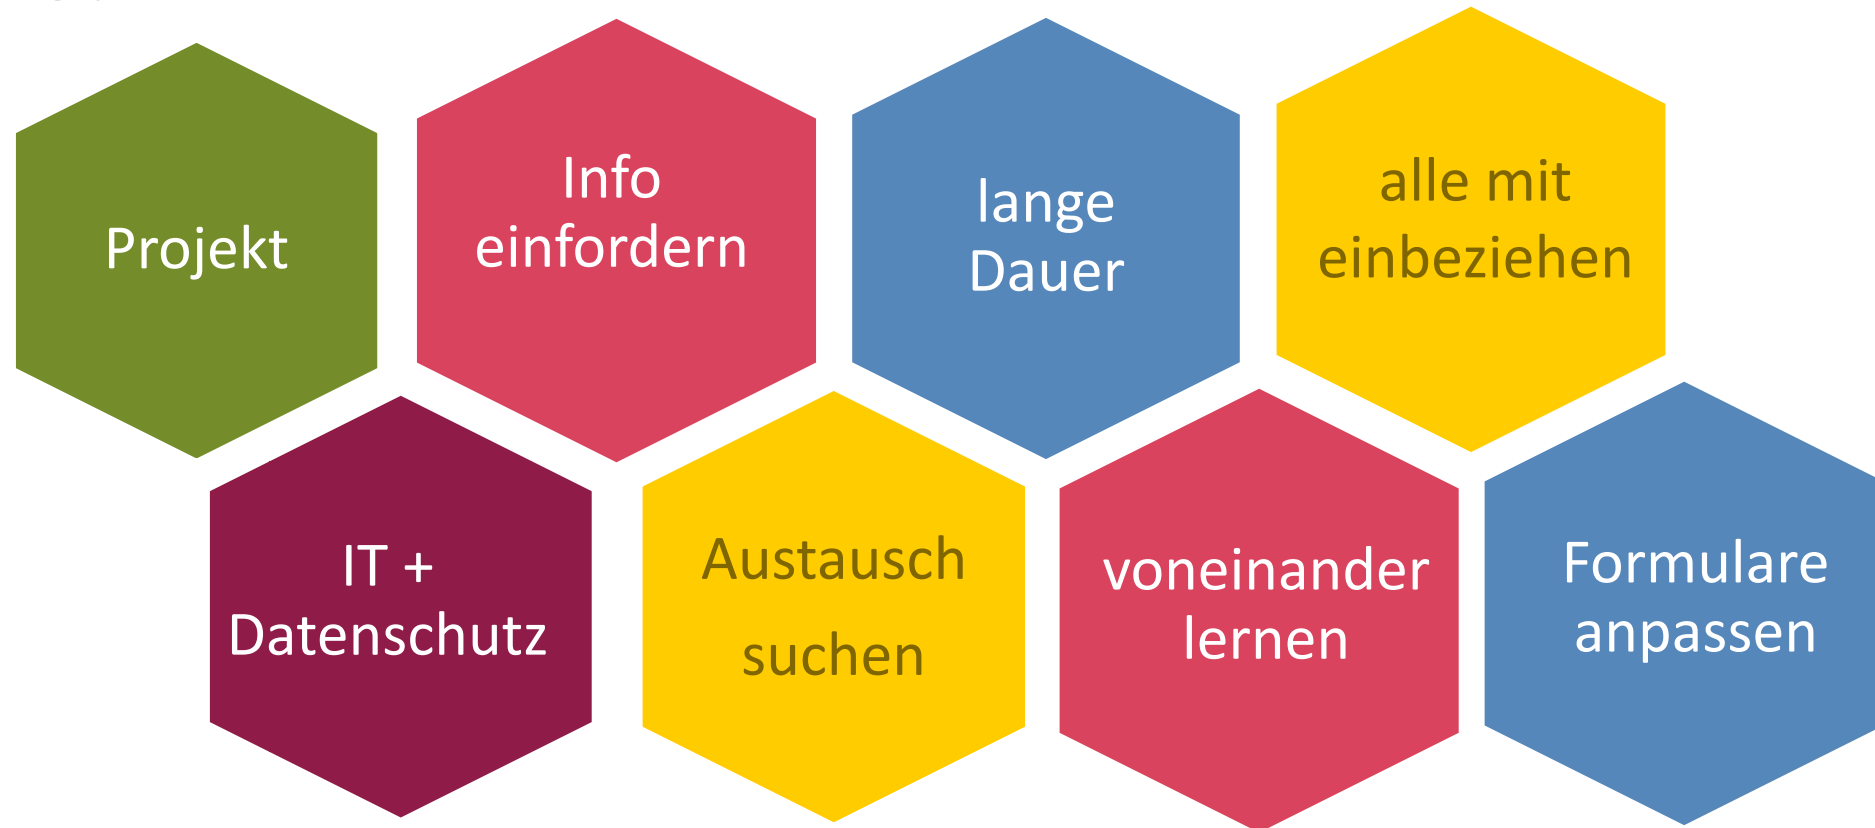 Projekt
Info
einfordern
lange
Dauer
alle mit
einbeziehen
IT +
Datenschutz
Austausch
suchen
voneinander
lernen
Formulare
anpassen